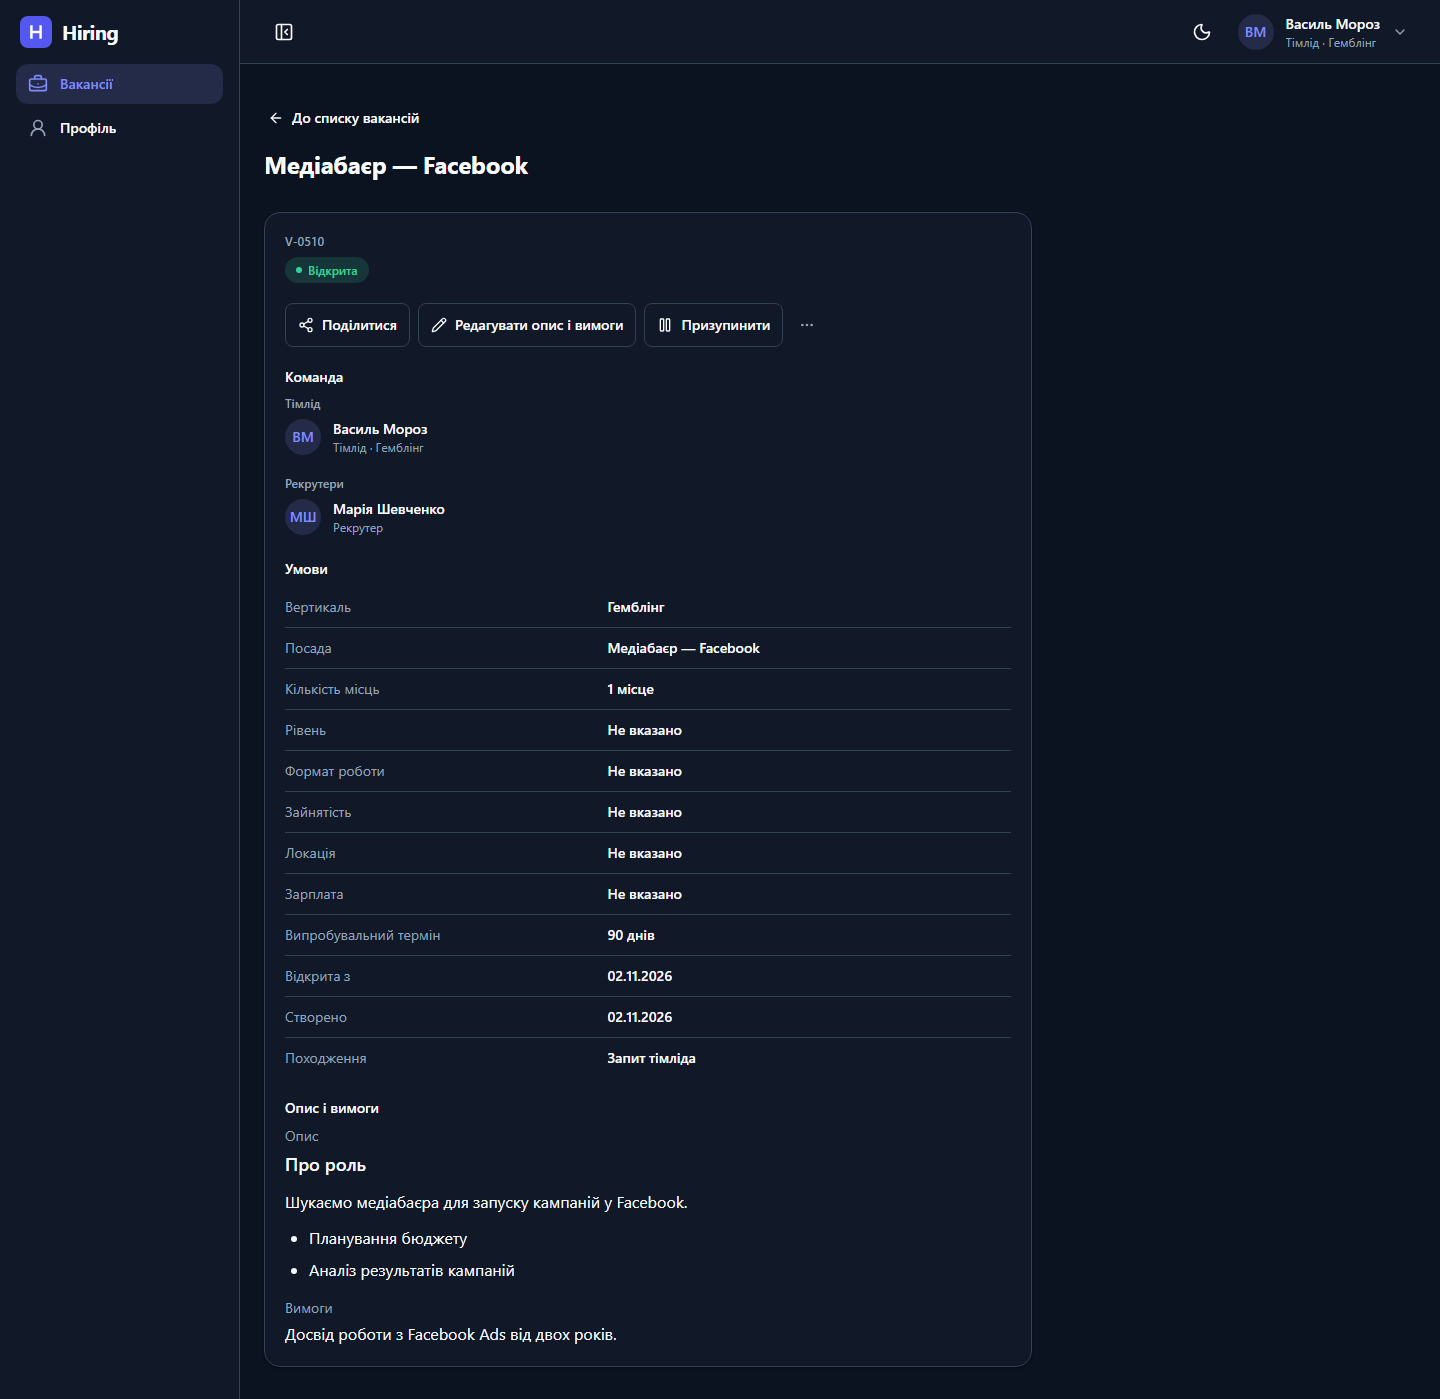 H Hiring
Вакансії
Профіль
ВМ
Василь Мороз
Тімлід · Гемблінг
До списку вакансій
Медіабаєр — Facebook
V-0510
Відкрита
Поділитися
Редагувати опис і вимоги
Призупинити
Команда
Тімлід
ВМ
Василь Мороз
Тімлід · Гемблінг
Рекрутери
МШ
Марія Шевченко
Рекрутер
Умови
Вертикаль Гемблінг
Посада Медіабаєр — Facebook
Кількість місць 1 місце
Рівень Не вказано
Формат роботи Не вказано
Зайнятість Не вказано
Локація Не вказано
Зарплата Не вказано
Випробувальний термін 90 днів
Відкрита з 02.11.2026
Створено 02.11.2026
Походження Запит тімліда
Опис і вимоги
Опис
Про роль
Шукаємо медіабаєра для запуску кампаній у Facebook.
• Планування бюджету
• Аналіз результатів кампаній
Вимоги
Досвід роботи з Facebook Ads від двох років.